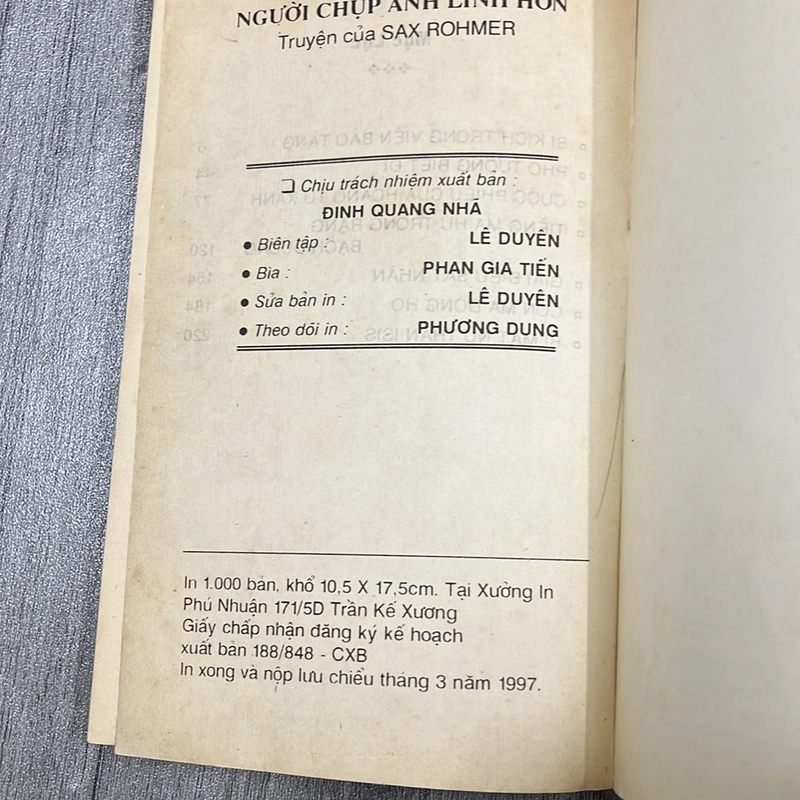 NGƯỜI CHỤP ẢNH LINH HỒN
Truyện của SAX ROHMER
❏ Chịu trách nhiệm xuất bản :
ĐINH QUANG NHÃ
● Biên tập : LÊ DUYÊN
● Bìa : PHAN GIA TIẾN
● Sửa bản in : LÊ DUYÊN
● Theo dõi in : PHƯƠNG DUNG
In 1.000 bản, khổ 10,5 X 17,5cm. Tại Xưởng In
Phú Nhuận 171/5D Trần Kế Xương
Giấy chấp nhận đăng ký kế hoạch
xuất bản 188/848 - CXB
In xong và nộp lưu chiểu tháng 3 năm 1997.